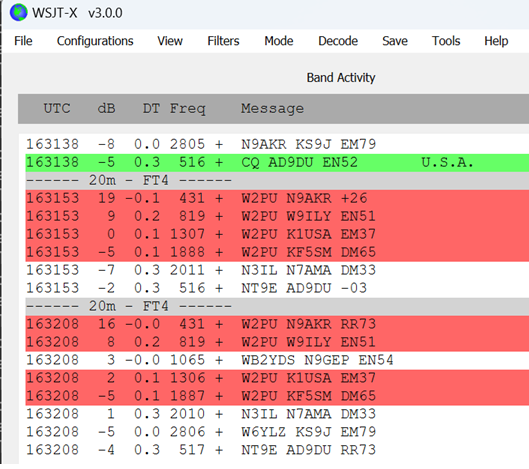 WSJT-X v3.0.0
File Configurations View Filters Mode Decode Save Tools Help
Band Activity
UTC dB DT Freq Message
163138 -8 0.0 2805 + N9AKR KS9J EM79
163138 -5 0.3 516 + CQ AD9DU EN52 U.S.A.
------ 20m - FT4 ------
163153 19 -0.1 431 + W2PU N9AKR +26
163153 9 0.2 819 + W2PU W9ILY EN51
163153 0 0.1 1307 + W2PU K1USA EM37
163153 -5 0.1 1888 + W2PU KF5SM DM65
163153 -7 0.3 2011 + N3IL N7AMA DM33
163153 -2 0.3 516 + NT9E AD9DU -03
------ 20m - FT4 ------
163208 16 -0.0 431 + W2PU N9AKR RR73
163208 8 0.2 819 + W2PU W9ILY EN51
163208 3 -0.0 1065 + WB2YDS N9GEP EN54
163208 2 0.1 1306 + W2PU K1USA EM37
163208 -5 0.1 1887 + W2PU KF5SM DM65
163208 1 0.3 2010 + N3IL N7AMA DM33
163208 -5 0.0 2806 + W6YLZ KS9J EM79
163208 -4 0.3 517 + NT9E AD9DU RR73